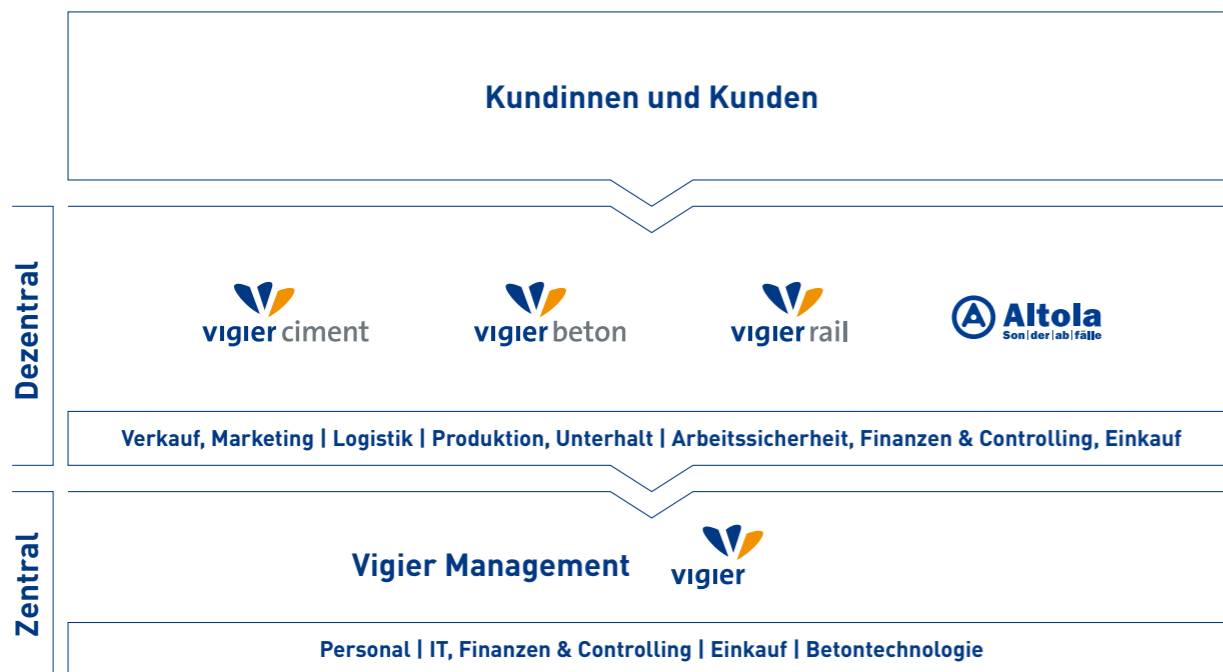 Kundinnen und Kunden
Dezentral
vigier ciment
vigier beton
vigier rail
A Altola
Son|der|ab|fälle
Verkauf, Marketing | Logistik | Produktion, Unterhalt | Arbeitssicherheit, Finanzen & Controlling, Einkauf
Zentral
Vigier Management
vigier
Personal | IT, Finanzen & Controlling | Einkauf | Betontechnologie